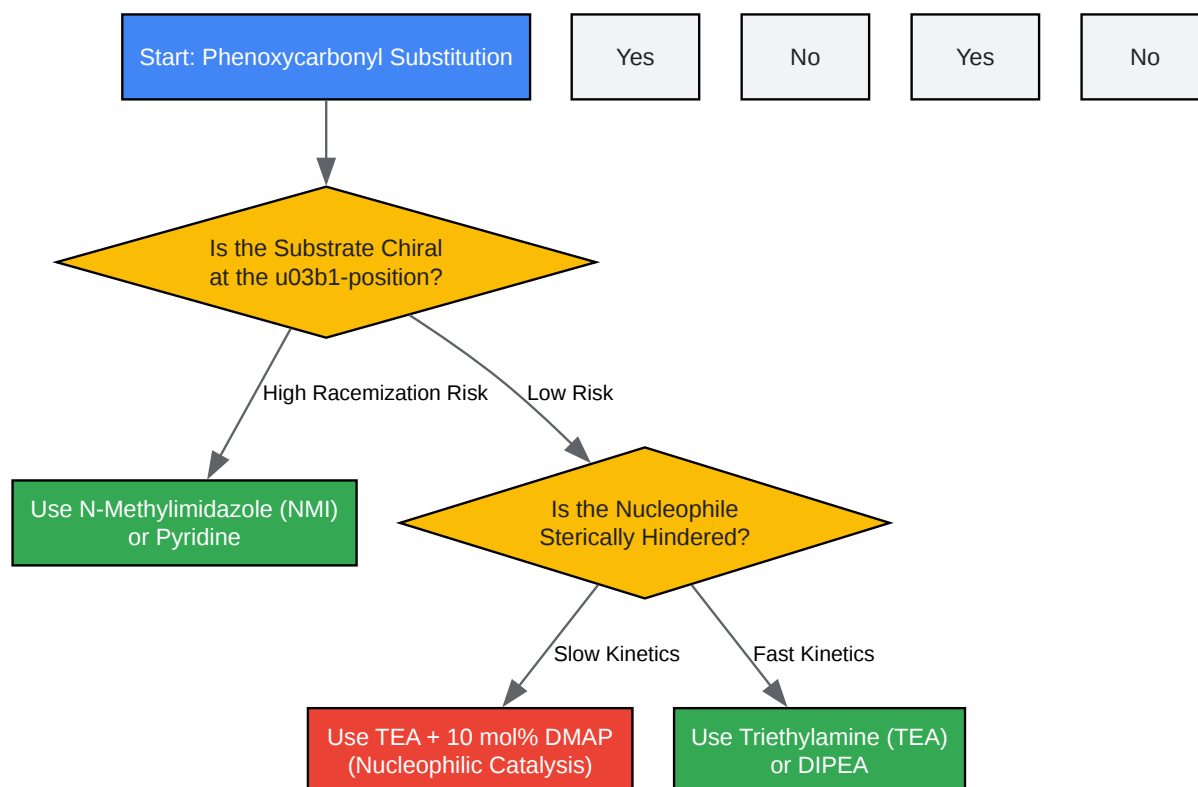 Start: Phenoxycarbonyl Substitution
Yes
No
Yes
No
Is the Substrate Chiral
at the u03b1-position?
High Racemization Risk
Low Risk
Use N-Methylimidazole (NMI)
or Pyridine
Is the Nucleophile
Sterically Hindered?
Slow Kinetics
Fast Kinetics
Use TEA + 10 mol% DMAP
(Nucleophilic Catalysis)
Use Triethylamine (TEA)
or DIPEA